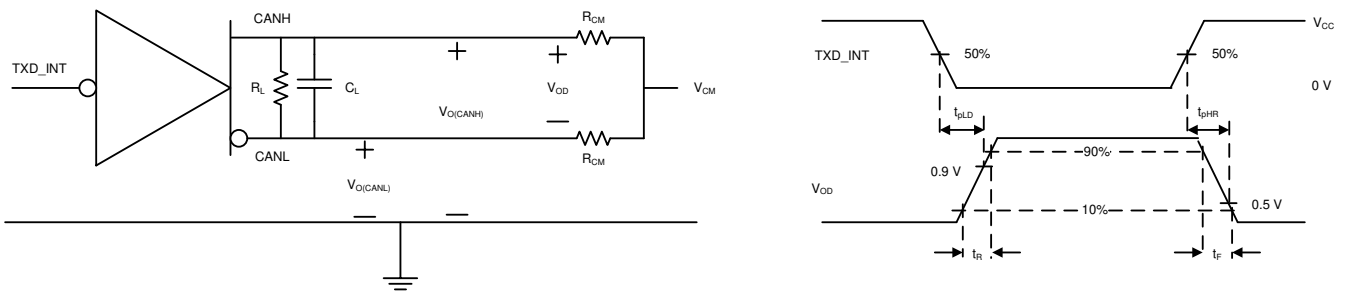 CANH
R_CM
TXD_INT
R_L
C_L
V_OD
V_CM
V_O(CANH)
CANL
R_CM
V_O(CANL)
V_CC
TXD_INT
50%
50%
0 V
t_pLD
t_pHR
90%
0.9 V
V_OD
10%
0.5 V
t_R
t_F